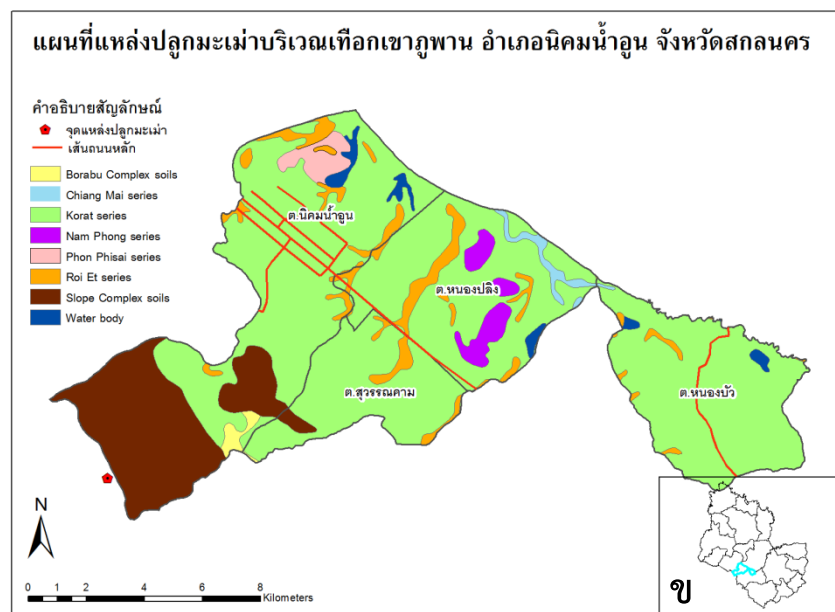 แผนที่แหล่งปลูกมะเม่าบริเวณเทือกเขาภูพาน อำเภอนิคมน้ำอูน จังหวัดสกลนคร
คำอธิบายสัญลักษณ์
จุดแหล่งปลูกมะเม่า
เส้นถนนหลัก
Borabu Complex soils
Chiang Mai series
Korat series
Nam Phong series
Phon Phisai series
Roi Et series
Slope Complex soils
Water body
ต.นิคมน้ำอูน
ต.หนองปลิง
ต.สุวรรณคาม
ต.หนองบัว
N
0 1 2 4 6 8
Kilometers
ข